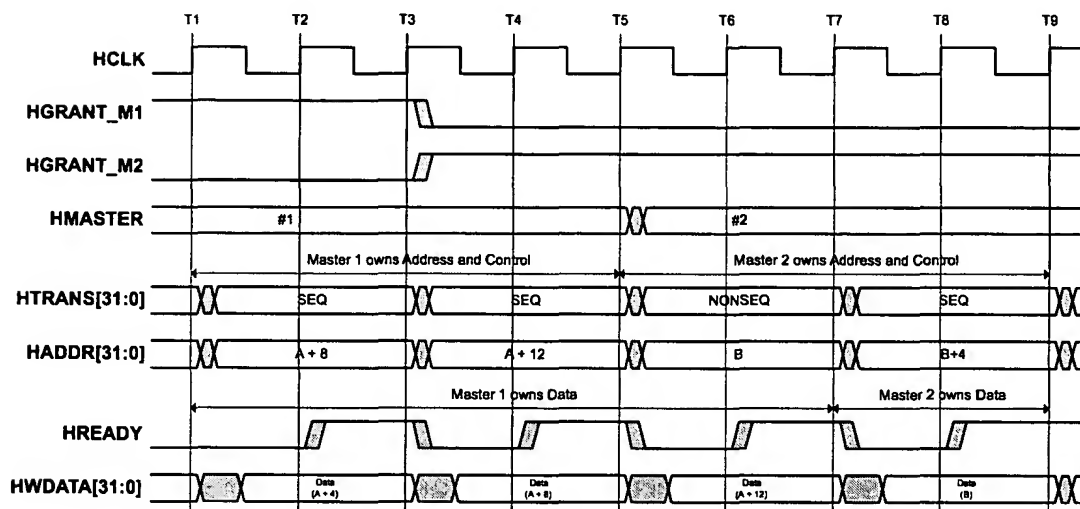 T1 T2 T3 T4 T5 T6 T7 T8 T9
HCLK
HGRANT_M1
HGRANT_M2
HMASTER #1 #2
Master 1 owns Address and Control Master 2 owns Address and Control
HTRANS[31:0] SEQ SEQ NONSEQ SEQ
HADDR[31:0] A + 8 A + 12 B B+4
Master 1 owns Data Master 2 owns Data
HREADY
HWDATA[31:0] Data (A + 4) Data (A + 8) Data (A + 12) Data (B)